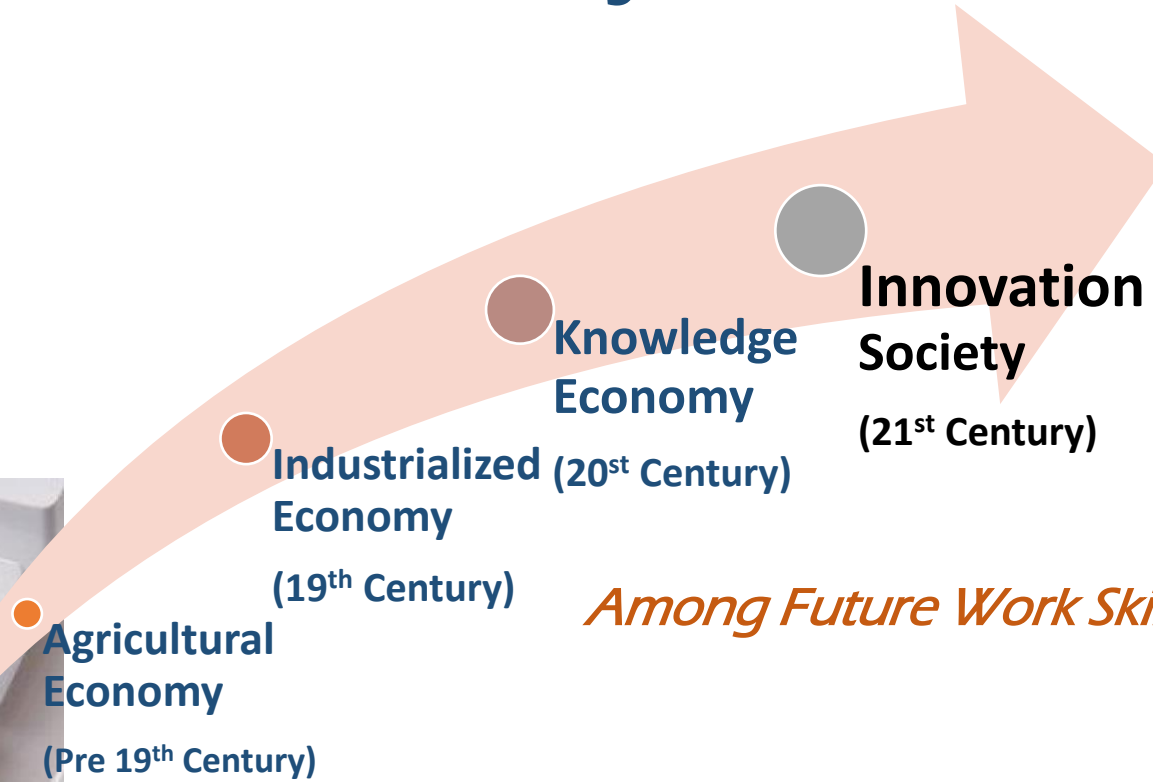 Agricultural
Economy
(Pre 19th Century)
Industrialized
Economy
(19th Century)
Knowledge
Economy
(20st Century)
Innovation
Society
(21st Century)
Among Future Work